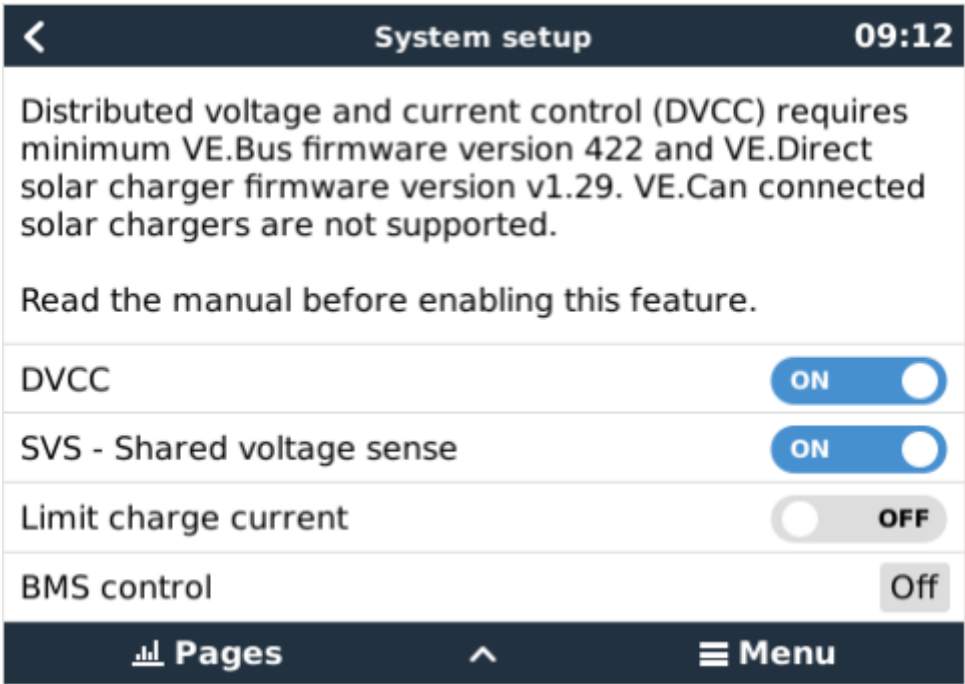 System setup 09:12
Distributed voltage and current control (DVCC) requires
minimum VE.Bus firmware version 422 and VE.Direct
solar charger firmware version v1.29. VE.Can connected
solar chargers are not supported.
Read the manual before enabling this feature.
DVCC ON
SVS - Shared voltage sense ON
Limit charge current OFF
BMS control Off
Pages Menu